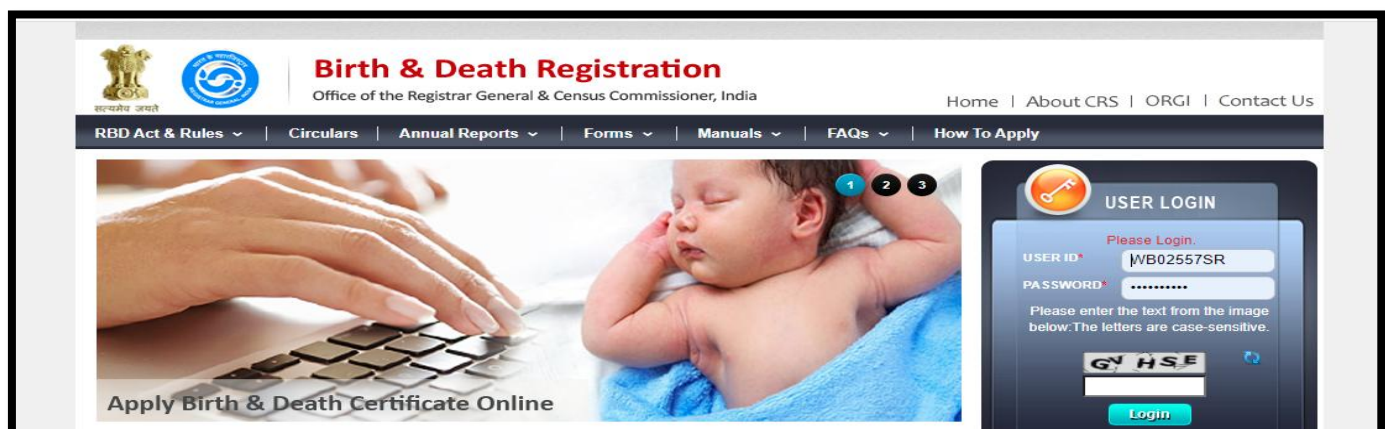 सत्यमेव जयते
Birth & Death Registration
Office of the Registrar General & Census Commissioner, India
Home | About CRS | ORGI | Contact Us
RBD Act & Rules | Circulars | Annual Reports | Forms | Manuals | FAQs | How To Apply
1 2 3
Apply Birth & Death Certificate Online
USER LOGIN
Please Login.
USER ID* WB02557SR
PASSWORD* ••••••••••
Please enter the text from the image
below:The letters are case-sensitive.
Login